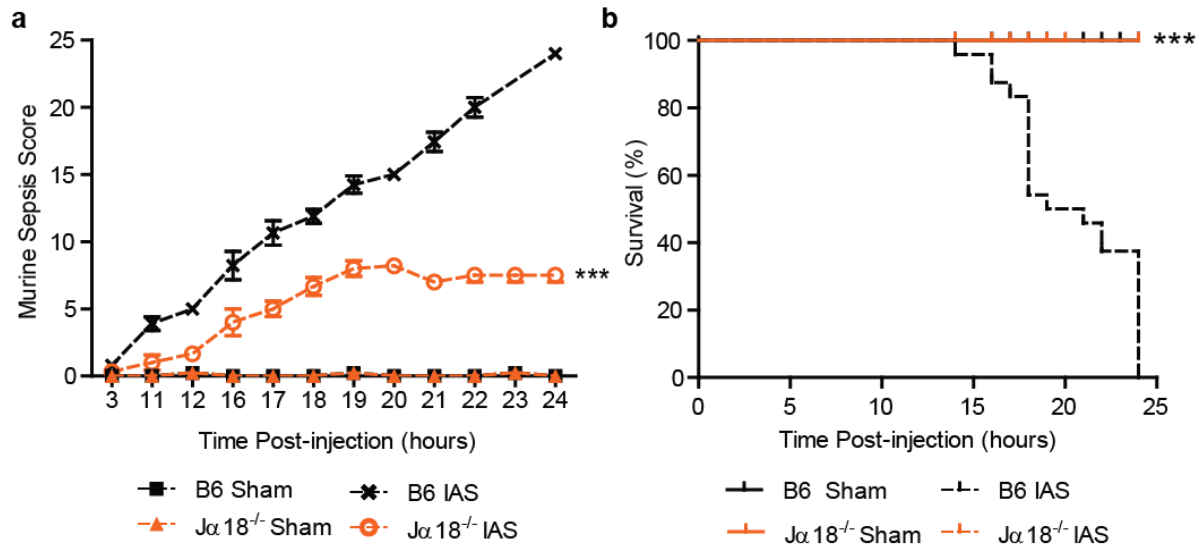 a
25
20
15
10
5
0
Murine Sepsis Score
***
3 11 12 16 17 18 19 20 21 22 23 24
Time Post-injection (hours)
B6 Sham B6 IAS
Jα18-/- Sham Jα18-/- IAS
b
100
80
60
40
20
0
Survival (%)
***
0 5 10 15 20 25
Time Post-injection (hours)
B6 Sham B6 IAS
Jα18-/- Sham Jα18-/- IAS